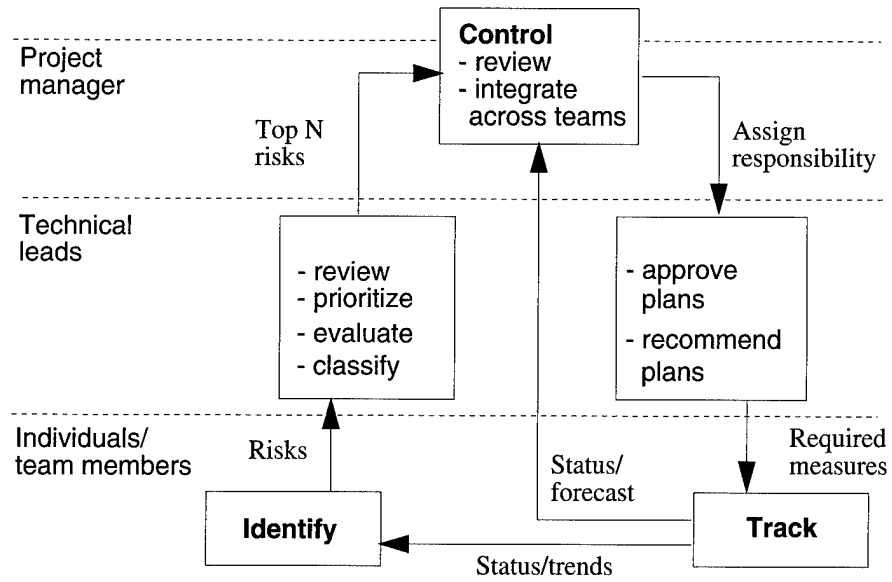 Project
manager
Control
- review
- integrate
across teams
Top N
risks
Assign
responsibility
Technical
leads
- review
- prioritize
- evaluate
- classify
- approve
plans
- recommend
plans
Individuals/
team members
Risks
Status/
forecast
Required
measures
Identify
Track
Status/trends